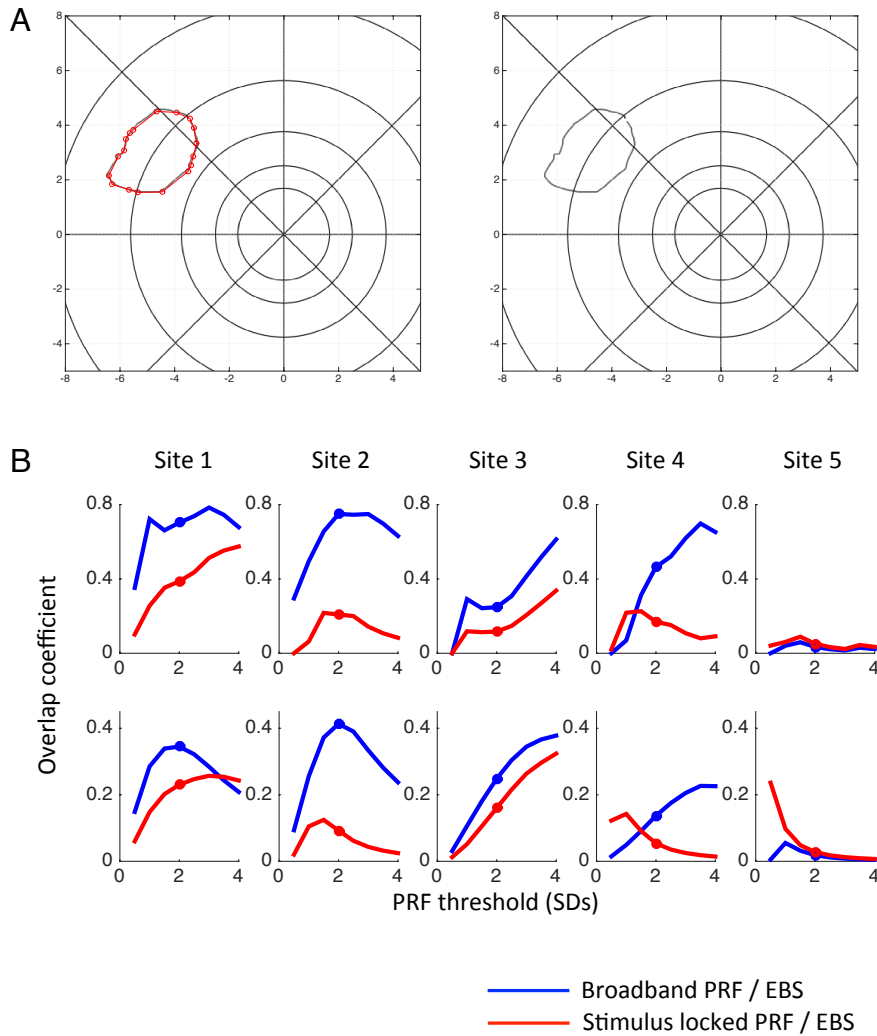 A
8
6
4
2
0
-2
-4
-8 -6 -4 -2 0 2 4
8
6
4
2
0
-2
-4
-8 -6 -4 -2 0 2 4
B
Site 1 Site 2 Site 3 Site 4 Site 5
Overlap coefficient
0.8 0.8 0.8 0.8 0.8
0.4 0.4 0.4 0.4 0.4
0 0 0 0 0
0 2 4 0 2 4 0 2 4 0 2 4 0 2 4
0.4 0.4 0.4 0.4 0.4
0.2 0.2 0.2 0.2 0.2
0 0 0 0 0
0 2 4 0 2 4 0 2 4 0 2 4 0 2 4
PRF threshold (SDs)
Broadband PRF / EBS
Stimulus locked PRF / EBS